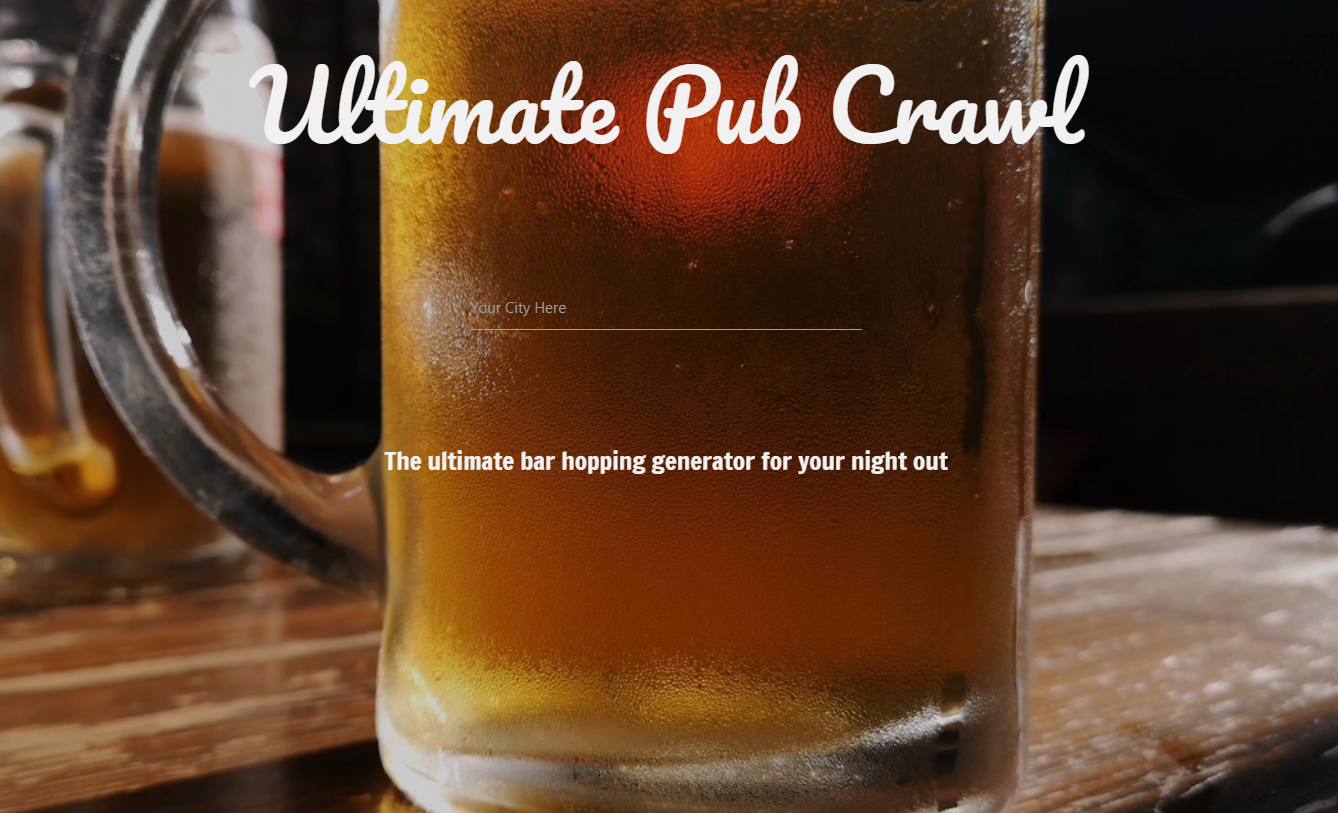 Ultimate Pub Crawl
Your City Here
The ultimate bar hopping generator for your night out